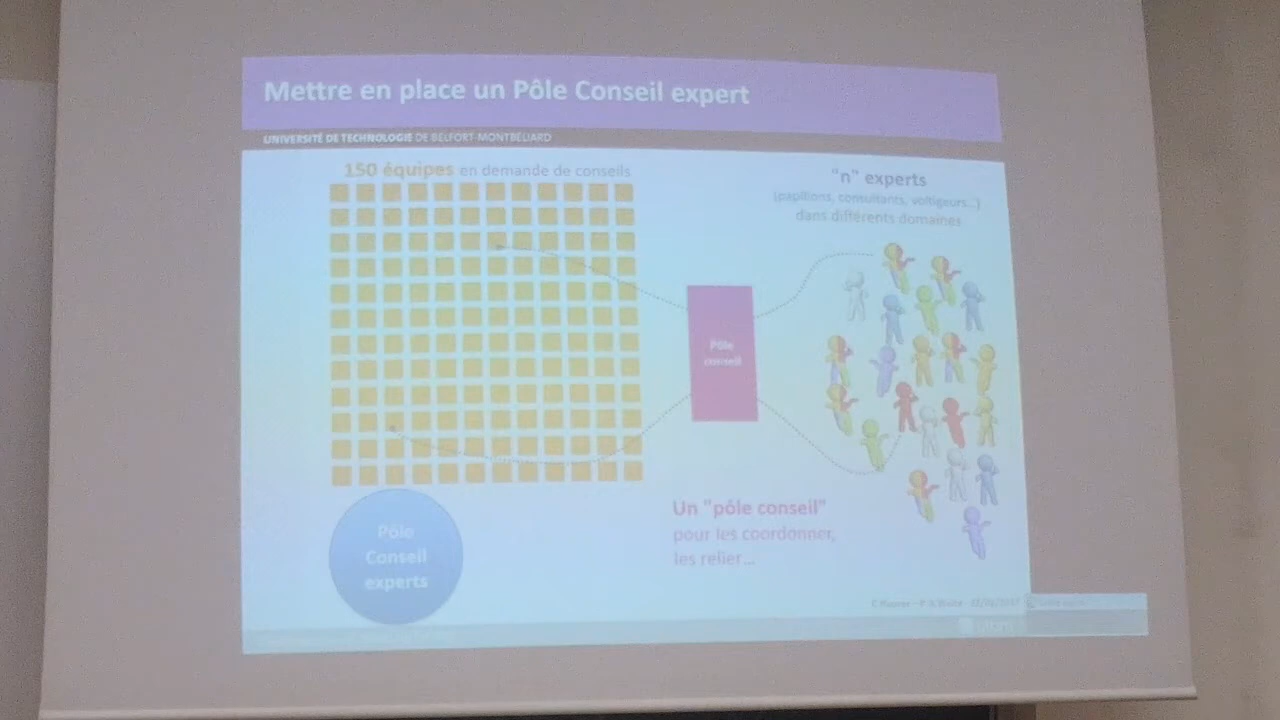 Mettre en place un Pôle Conseil expert
UNIVERSITÉ DE TECHNOLOGIE DE BELFORT-MONTBÉLIARD
150 équipes en demande de conseils
"n" experts
(papillons, consultants, voltigeurs...)
dans différents domaines
Pôle
conseil
Un "pôle conseil"
pour les coordonner,
les relier...
Pôle
Conseil
experts